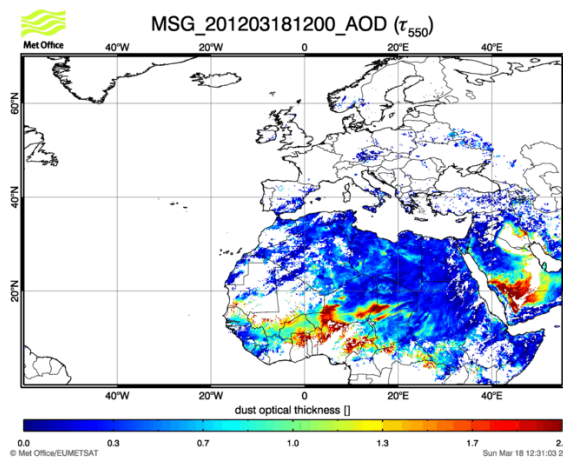 Met Office
MSG_201203181200_AOD (τ550)
40°W 20°W 0° 20°E 40°E
60°N
40°N
20°N
40°W 20°W 0° 20°E 40°E
dust optical thickness []
0.0 0.3 0.7 1.0 1.3 1.7 2.
© Met Office/EUMETSAT
Sun Mar 18 12:31:03 2